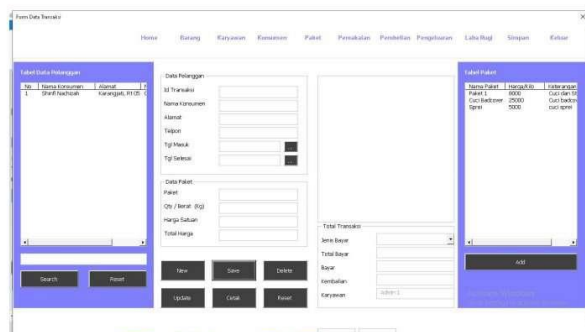 Form Data Transaksi
Home Barang Karyawan Konsumen Paket Pemakaian Pembelian Pengeluaran Laba Rugi Simpan Keluar
Tabel Data Pelanggan
No Nama Konsumen Alamat
1 Shinfi Nachizah Karangjati, Rt 05
Search Reset
Data Pelanggan
Id Transaksi
Nama Konsumen
Alamat
Telpon
Tgl Masuk ...
Tgl Selesai ...
Data Paket
Paket
Qty / Berat (Kg)
Harga Satuan
Total Harga
New Save Delete
Update Cetak Reset
Total Transaksi
Jenis Bayar
Total Bayar
Bayar
Kembalian
Karyawan Admin 1
Tabel Paket
Nama Paket Harga/Kilo Keterangan
Paket 1 8000 Cuci dan St
Cuci Badcover 25000 Cuci badco
Sprei 5000 cuci sprei
Add